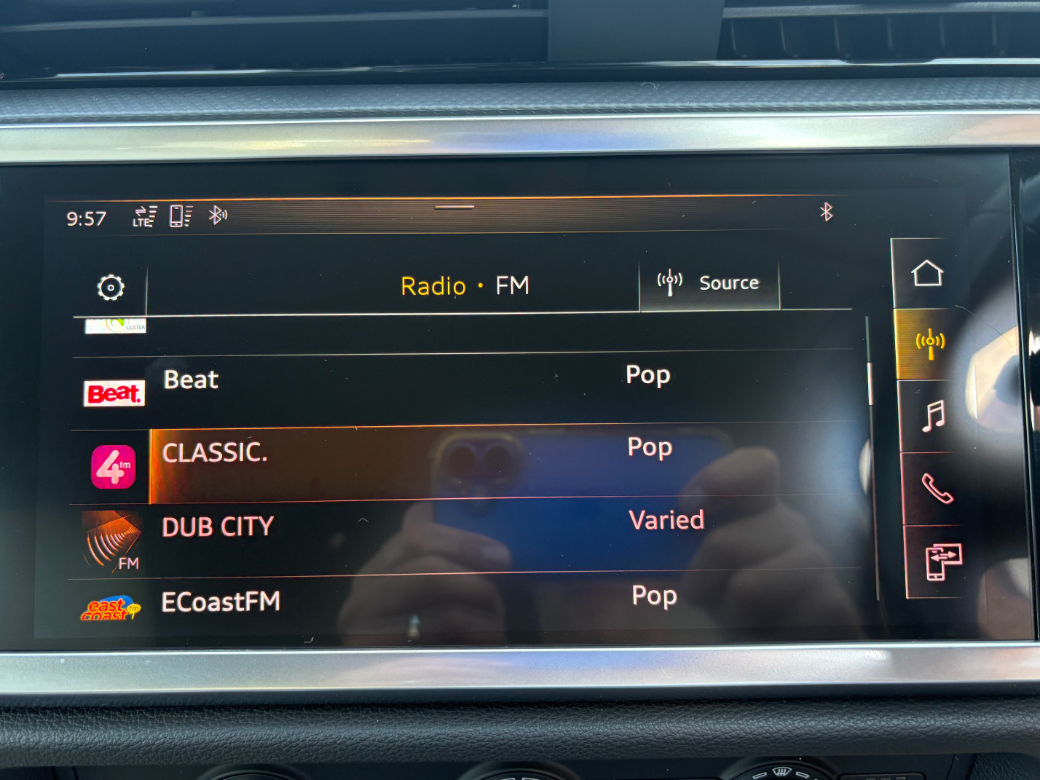 9:57
LTE
Radio • FM
Source
Beat.
Beat
Pop
4fm
CLASSIC.
Pop
FM
DUB CITY
Varied
east coast fm
ECoastFM
Pop